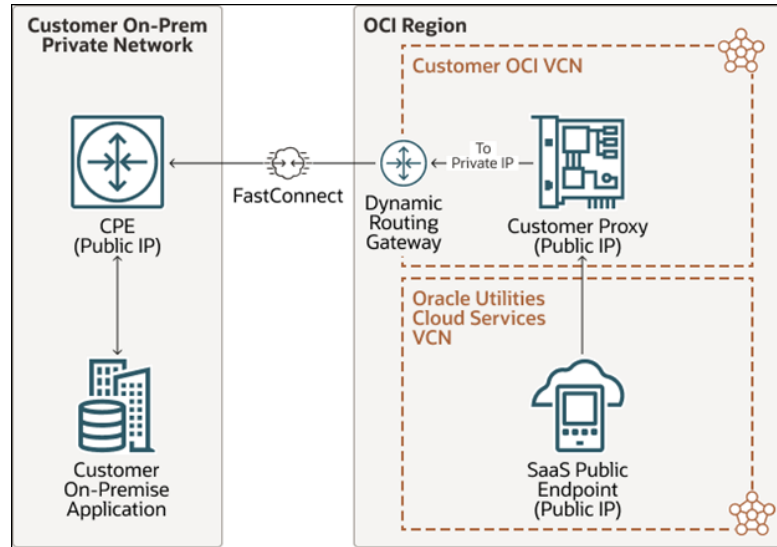 Customer On-Prem
Private Network
OCI Region
Customer OCI VCN
To
Private IP
FastConnect
CPE
(Public IP)
Dynamic
Routing
Gateway
Customer Proxy
(Public IP)
Oracle Utilities
Cloud Services
VCN
Customer
On-Premise
Application
SaaS Public
Endpoint
(Public IP)